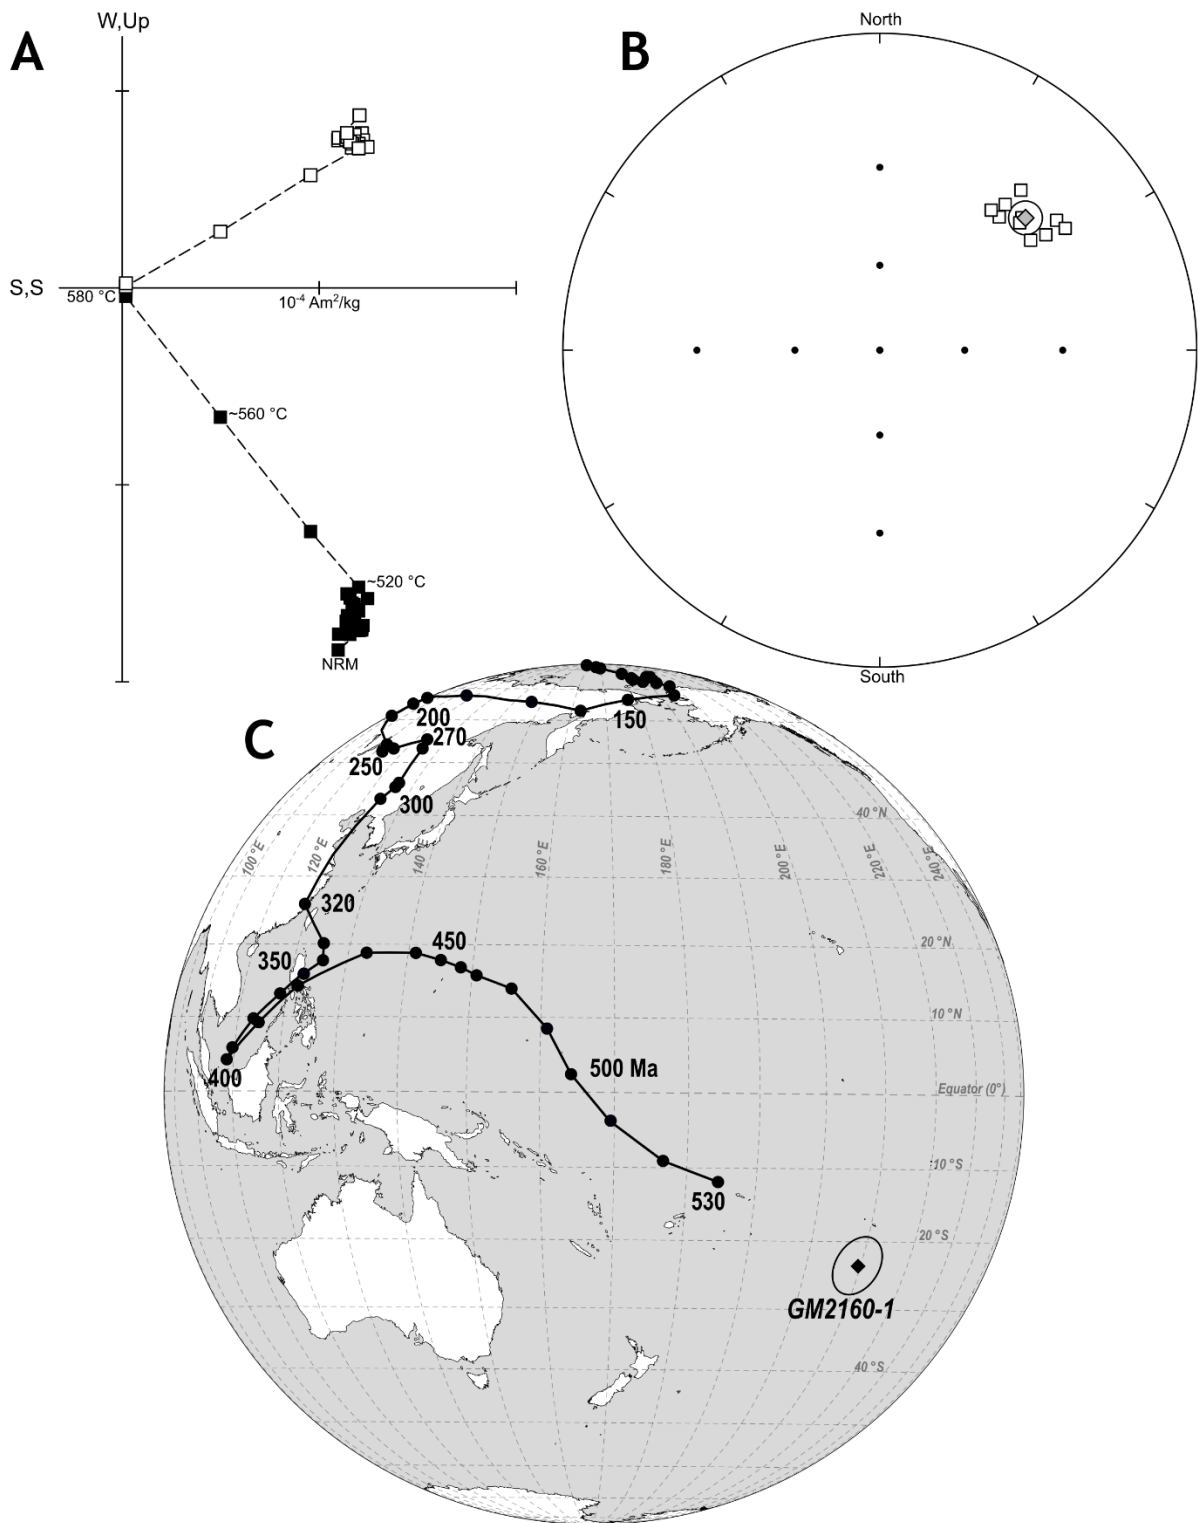 A
W,Up
S,S
580 °C
10-4 Am2/kg
~560 °C
~520 °C
NRM
B
North
South
C
200
150
270
250
300
40 °N
100 °E
120 °E
140 °E
160 °E
180 °E
200 °E
220 °E
240 °E
320
20 °N
450
350
10 °N
400
500 Ma
Equator (0°)
10 °S
530
20 °S
GM2160-1
40 °S